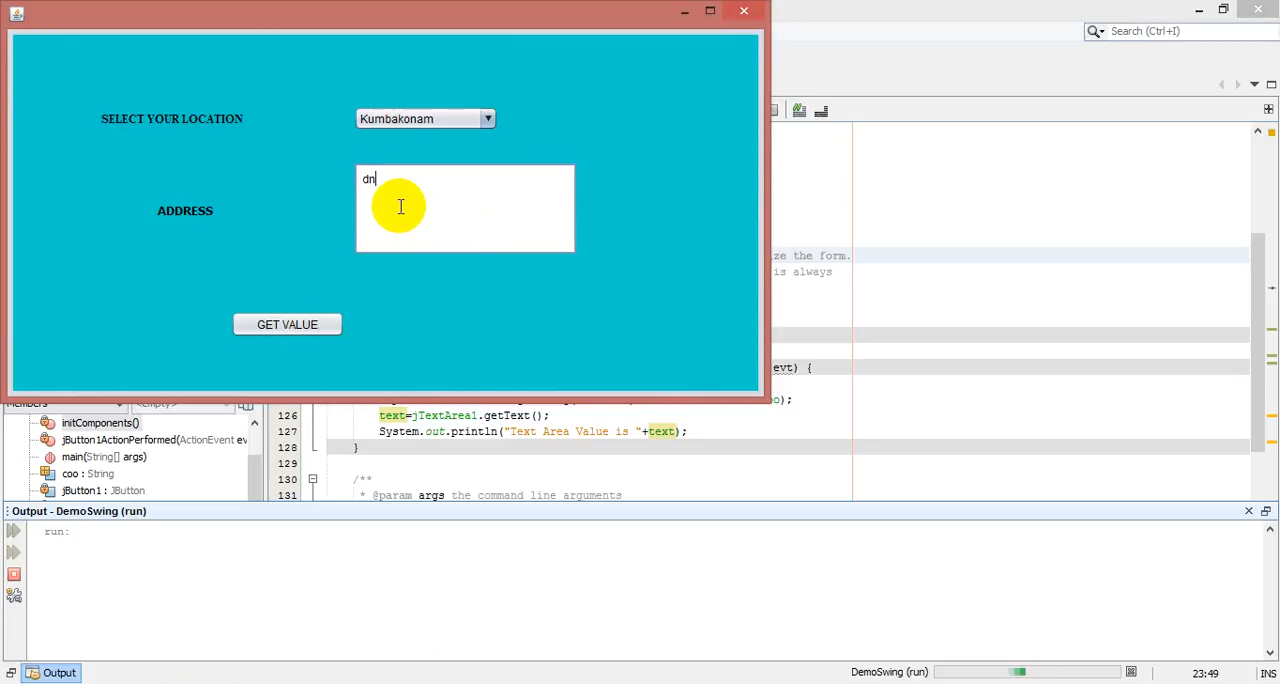 Search (Ctrl+I)
SELECT YOUR LOCATION
Kumbakonam
dn
ADDRESS
GET VALUE
ze the form.
is always
evt) {
o);
126 text=jTextArea1.getText();
127 System.out.println("Text Area Value is "+text);
128 }
129
130 /**
131 * @param args the command line arguments
initComponents()
jButton1ActionPerformed(ActionEvent ev
main(String[] args)
coo : String
jButton1 : JButton
Output - DemoSwing (run)
run:
Output
DemoSwing (run)
23:49
INS